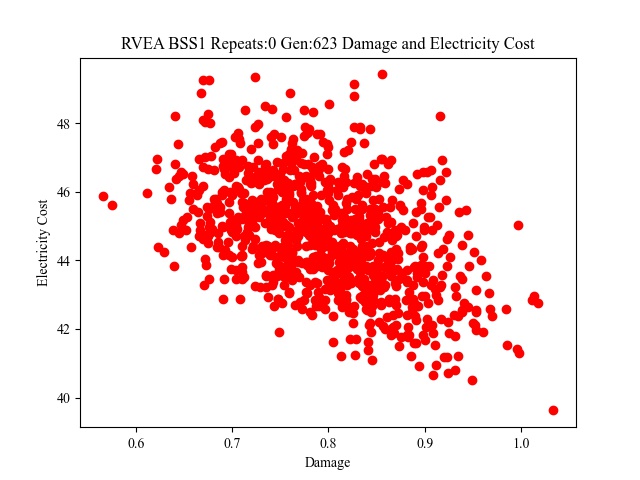 RVEA BSS1 Repeats:0 Gen:623 Damage and Electricity Cost
48
46
44
42
40
Electricity Cost
0.6 0.7 0.8 0.9 1.0
Damage